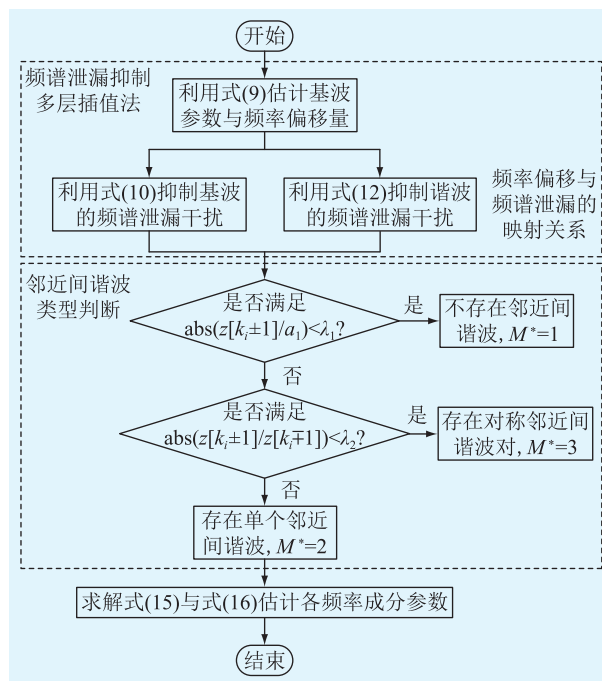 开始
频谱泄漏抑制
多层插值法
利用式(9)估计基波
参数与频率偏移量
利用式(10)抑制基波
的频谱泄漏干扰
利用式(12)抑制谐波
的频谱泄漏干扰
频率偏移与
频谱泄漏的
映射关系
邻近间谐波
类型判断
是否满足
abs(z[kᵢ±1]/a₁)<λ₁?
是
不存在邻近间
谐波, M*=1
否
是否满足
abs(z[kᵢ±1]/z[kᵢ∓1])<λ₂?
是
存在对称邻近间
谐波对, M*=3
否
存在单个邻近
间谐波, M*=2
求解式(15)与式(16)估计各频率成分参数
结束